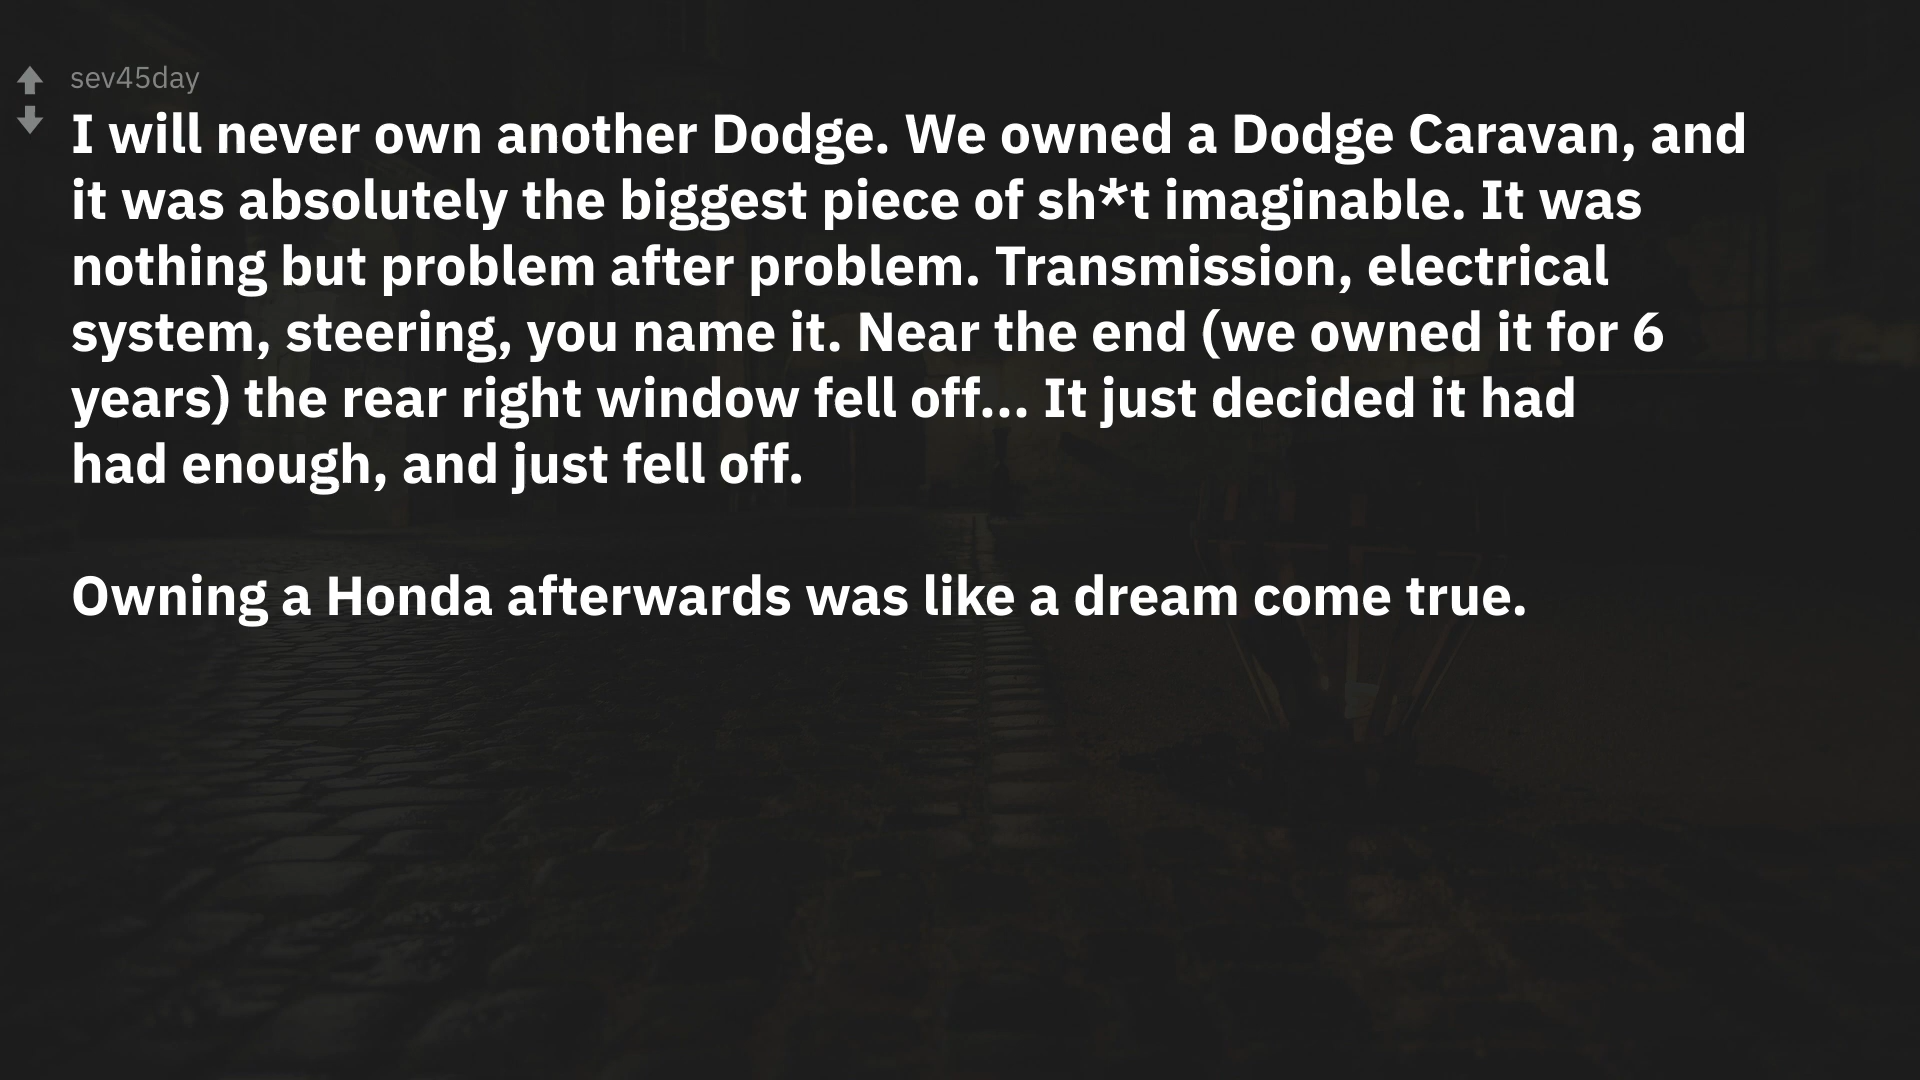 sev45day
I will never own another Dodge. We owned a Dodge Caravan, and
it was absolutely the biggest piece of sh*t imaginable. It was
nothing but problem after problem. Transmission, electrical
system, steering, you name it. Near the end (we owned it for 6
years) the rear right window fell off... It just decided it had
had enough, and just fell off.
Owning a Honda afterwards was like a dream come true.